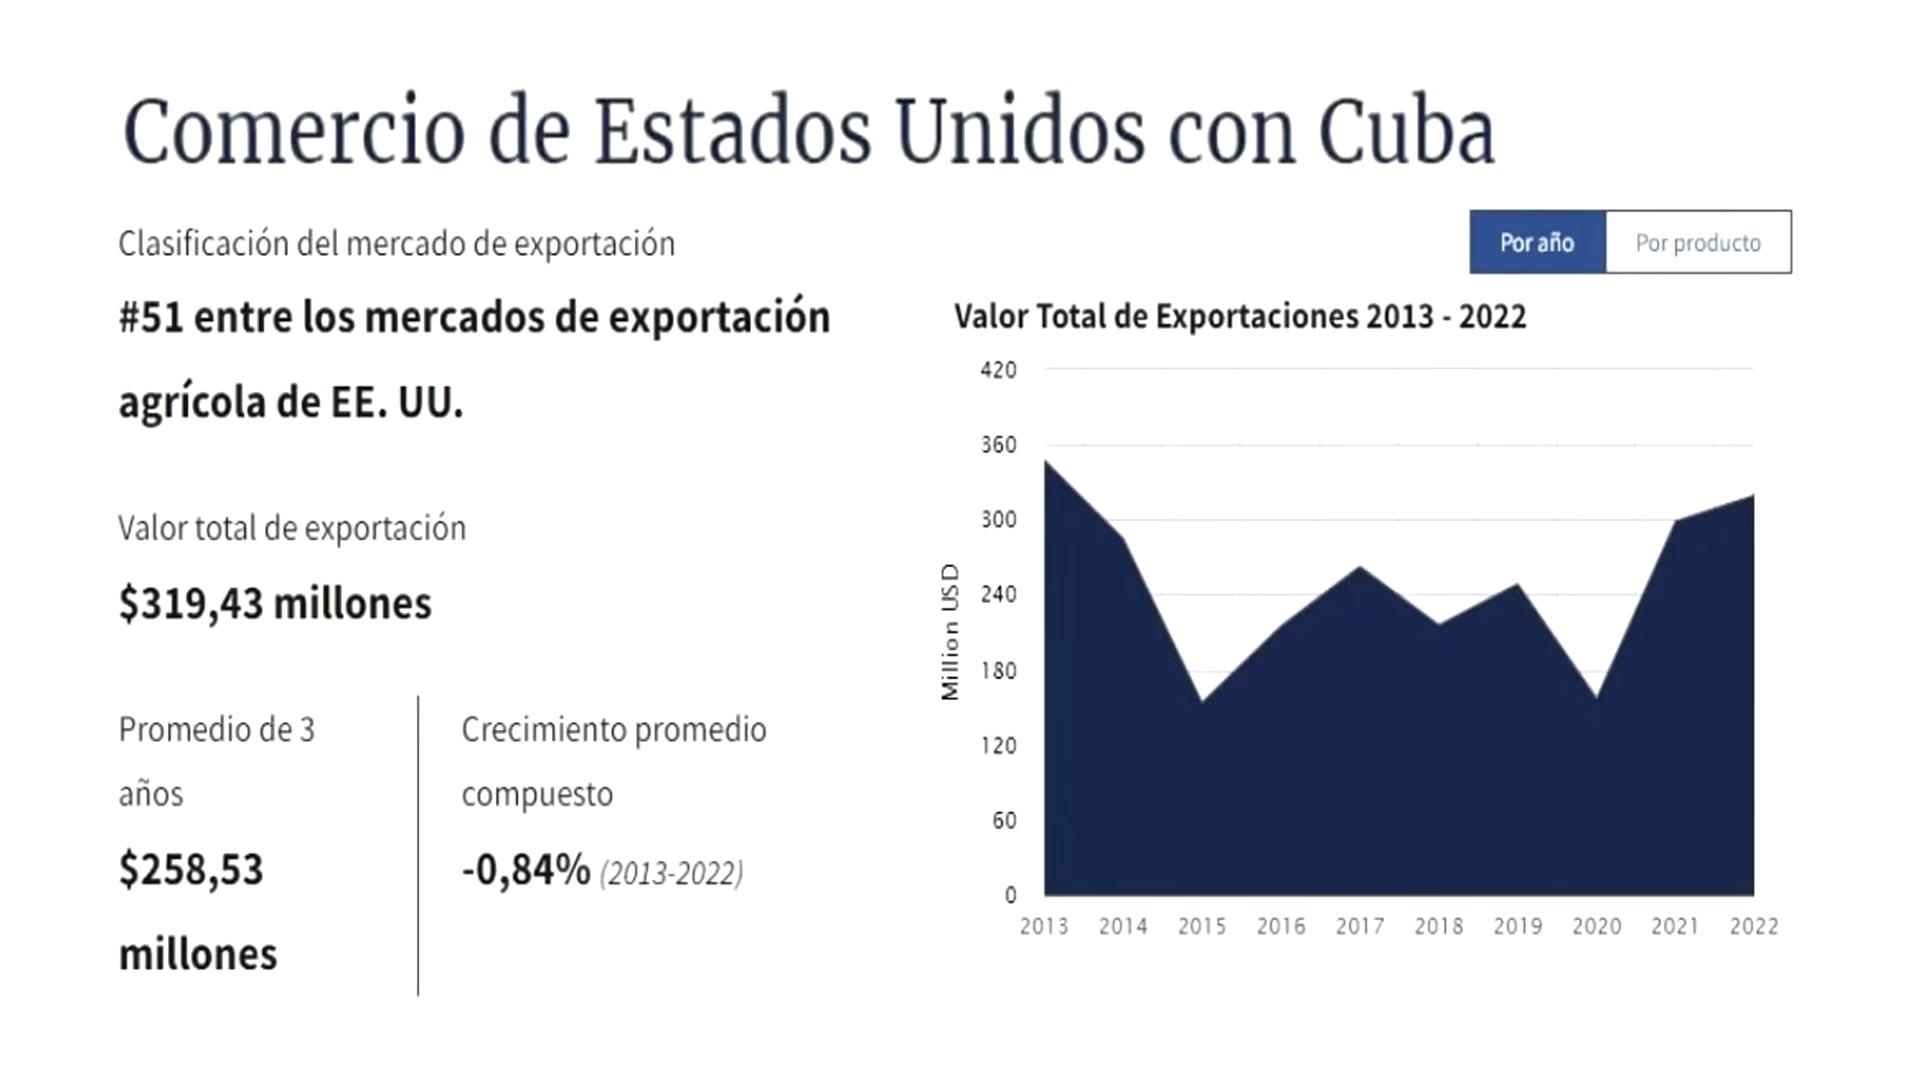 Comercio de Estados Unidos con Cuba
Clasificación del mercado de exportación
#51 entre los mercados de exportación
agrícola de EE. UU.
Valor total de exportación
$319,43 millones
Promedio de 3
años
$258,53
millones
Crecimiento promedio
compuesto
-0,84% (2013-2022)
Por año
Por producto
Valor Total de Exportaciones 2013 - 2022
Million USD
420
360
300
240
180
120
60
0
2013 2014 2015 2016 2017 2018 2019 2020 2021 2022